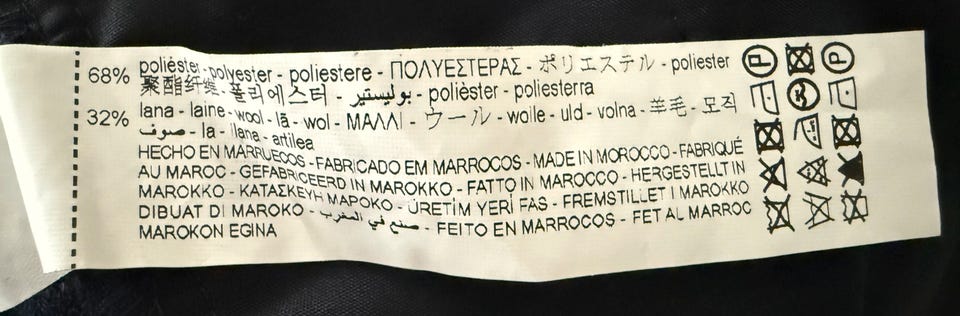 68% poliéster - polyester - poliestere - ΠΟΛΥΕΣΤΕΡΑΣ - ポリエステル - poliester
聚酯纤维 - 폴리에스터 - بوليستير - polièster - poliesterra
32% lana - laine - wool - lã - wol - ΜΑΛΛΙ - ウール - wolle - uld - volna - 羊毛 - 모직
صوف - la - llana - artilea
HECHO EN MARRUECOS - FABRICADO EM MARROCOS - MADE IN MOROCCO - FABRIQUÉ
AU MAROC - GEFABRICEERD IN MAROKKO - FATTO IN MAROCCO - HERGESTELLT IN
MAROKKO - ΚΑΤΑΣΚΕΥΗ ΜΑΡΟΚΟ - ÜRETİM YERİ FAS - FREMSTILLET I MAROKKO
DIBUAT DI MAROKO - صنع في المغرب - FEITO EN MARROCOS - FET AL MARROC
MAROKON EGINA